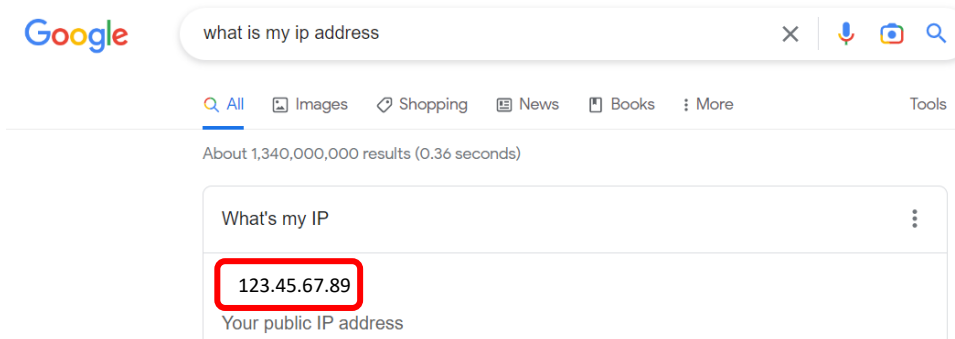 Google what is my ip address
All Images Shopping News Books More Tools
About 1,340,000,000 results (0.36 seconds)
What's my IP
123.45.67.89
Your public IP address